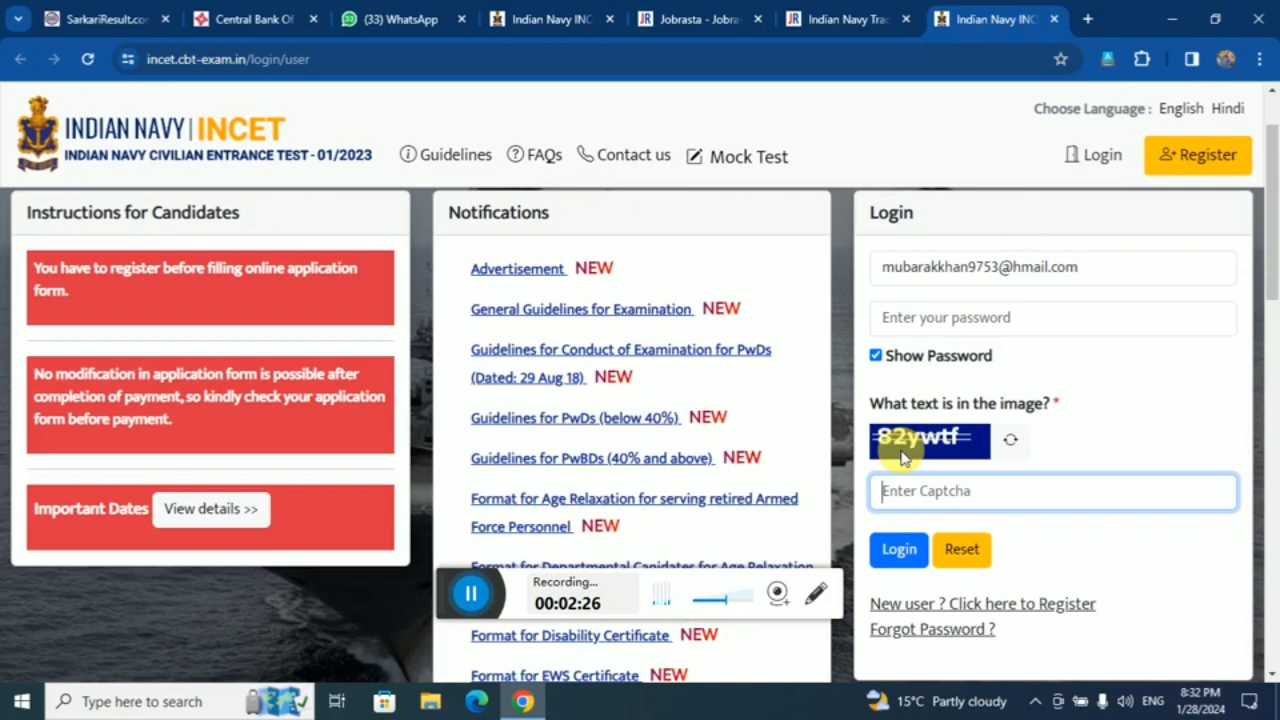 SarkariResult.co
Central Bank Of
(33) WhatsApp
Indian Navy INC
Jobrasta - Jobra
Indian Navy Tra
Indian Navy INC
incet.cbt-exam.in/login/user
Choose Language : English Hindi
INDIAN NAVY | INCET
INDIAN NAVY CIVILIAN ENTRANCE TEST - 01/2023
Guidelines
FAQs
Contact us
Mock Test
Login
Register
Instructions for Candidates
You have to register before filling online application
form.
No modification in application form is possible after
completion of payment, so kindly check your application
form before payment.
Important Dates View details >>
Notifications
Advertisement NEW
General Guidelines for Examination NEW
Guidelines for Conduct of Examination for PwDs
(Dated: 29 Aug 18) NEW
Guidelines for PwDs (below 40%) NEW
Guidelines for PwBDs (40% and above) NEW
Format for Age Relaxation for serving retired Armed
Force Personnel NEW
Format for Departmental Canidates for Age Relaxation
Format for Disability Certificate NEW
Format for EWS Certificate NEW
Login
mubarakkhan9753@hmail.com
Enter your password
Show Password
What text is in the image? *
82ywtf
Enter Captcha
Login Reset
New user ? Click here to Register
Forgot Password ?
Recording...
00:02:26
Type here to search
15°C Partly cloudy
ENG
8:32 PM
1/28/2024